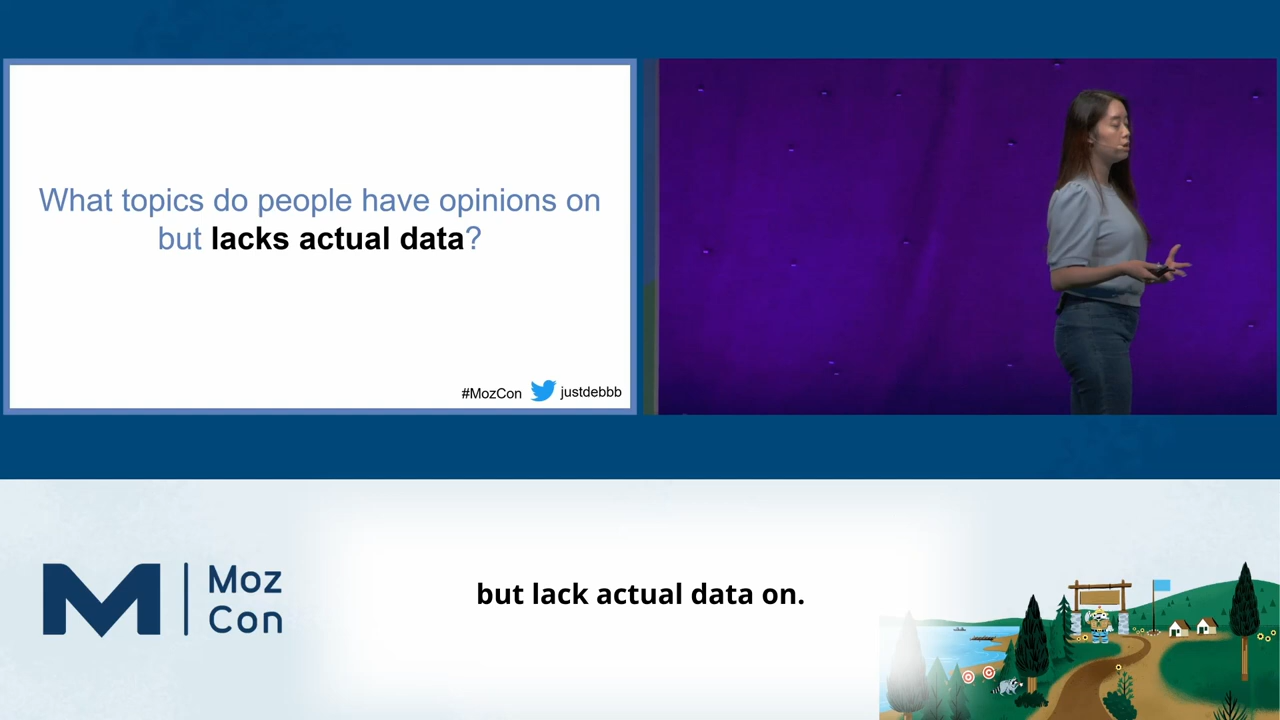 What topics do people have opinions on
but lacks actual data?
#MozCon justdebbb
Moz
Con
but lack actual data on.